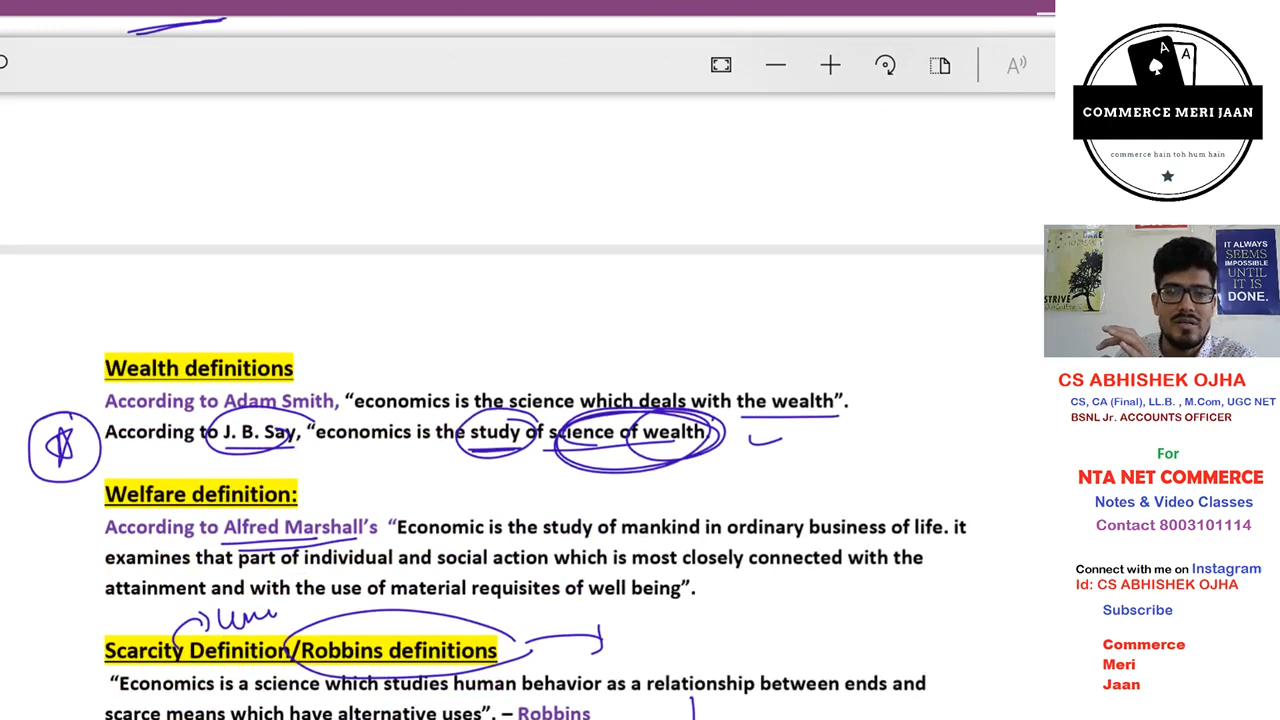 A
A
COMMERCE MERI JAAN
commerce hain toh hum hain
IT ALWAYS
SEEMS
IMPOSSIBLE
UNTIL
IT IS
DONE.
STRIVE
CS ABHISHEK OJHA
CS, CA (Final), LL.B. , M.Com, UGC NET
BSNL Jr. ACCOUNTS OFFICER
For
NTA NET COMMERCE
Notes & Video Classes
Contact 8003101114
Connect with me on Instagram
Id: CS ABHISHEK OJHA
Subscribe
Commerce
Meri
Jaan
Wealth definitions
According to Adam Smith, “economics is the science which deals with the wealth”.
According to J. B. Say, “economics is the study of science of wealth.
Welfare definition:
According to Alfred Marshall’s “Economic is the study of mankind in ordinary business of life. it
examines that part of individual and social action which is most closely connected with the
attainment and with the use of material requisites of well being”.
Scarcity Definition/Robbins definitions
“Economics is a science which studies human behavior as a relationship between ends and
scarce means which have alternative uses”. – Robbins